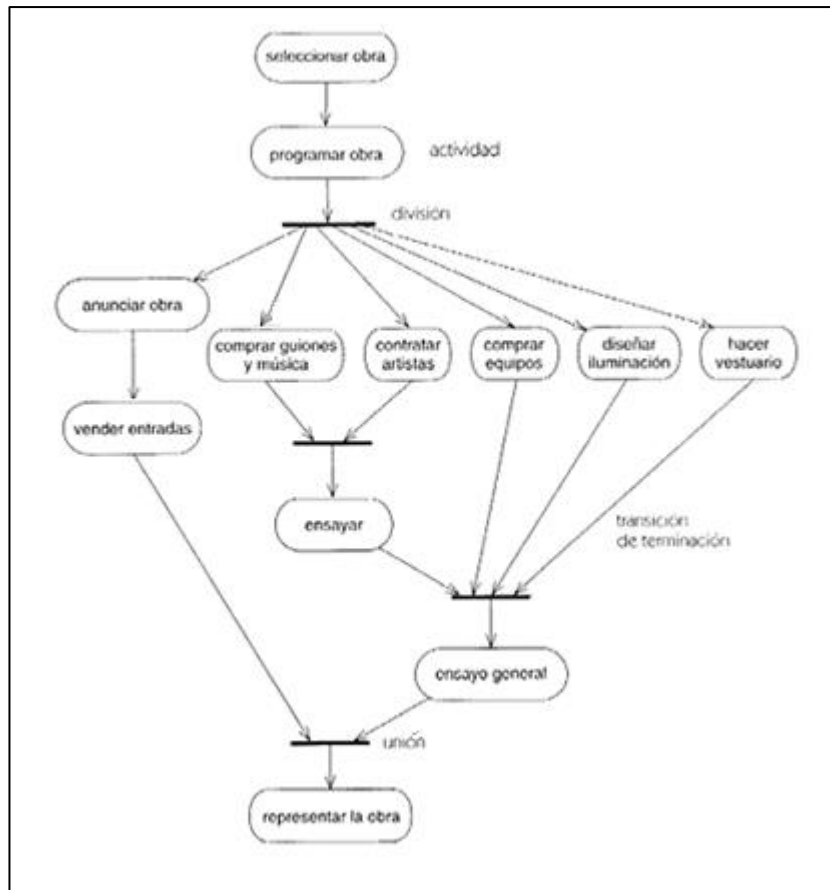 seleccionar obra
programar obra
actividad
división
anunciar obra
comprar guiones
y música
contratar
artistas
comprar
equipos
diseñar
iluminación
hacer
vestuario
vender entradas
ensayar
transición
de terminación
ensayo general
unión
representar la obra